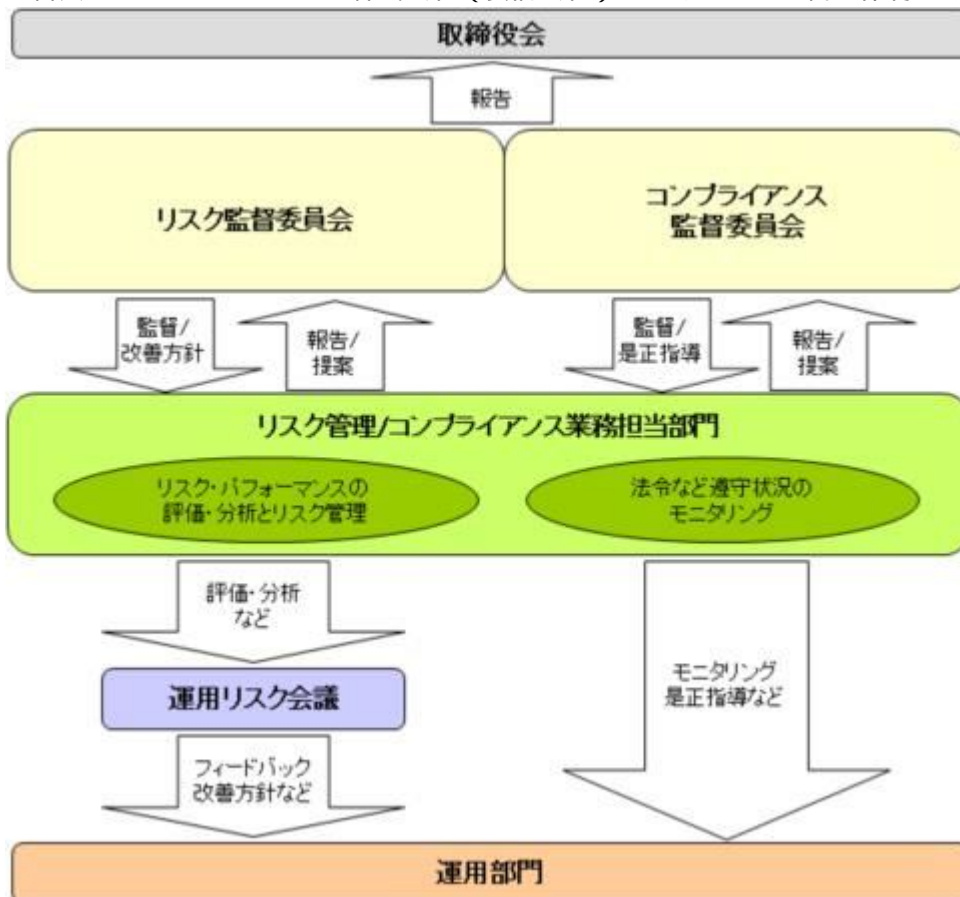 取締役会
報告
リスク監督委員会
コンプライアンス
監督委員会
監督/
改善方針
報告/
提案
監督/
是正指導
報告/
提案
リスク管理/コンプライアンス業務担当部門
リスク・パフォーマンスの
評価・分析とリスク管理
法令など遵守状況の
モニタリング
評価・分析
など
運用リスク会議
モニタリング
是正指導など
フィードバック
改善方針など
運用部門